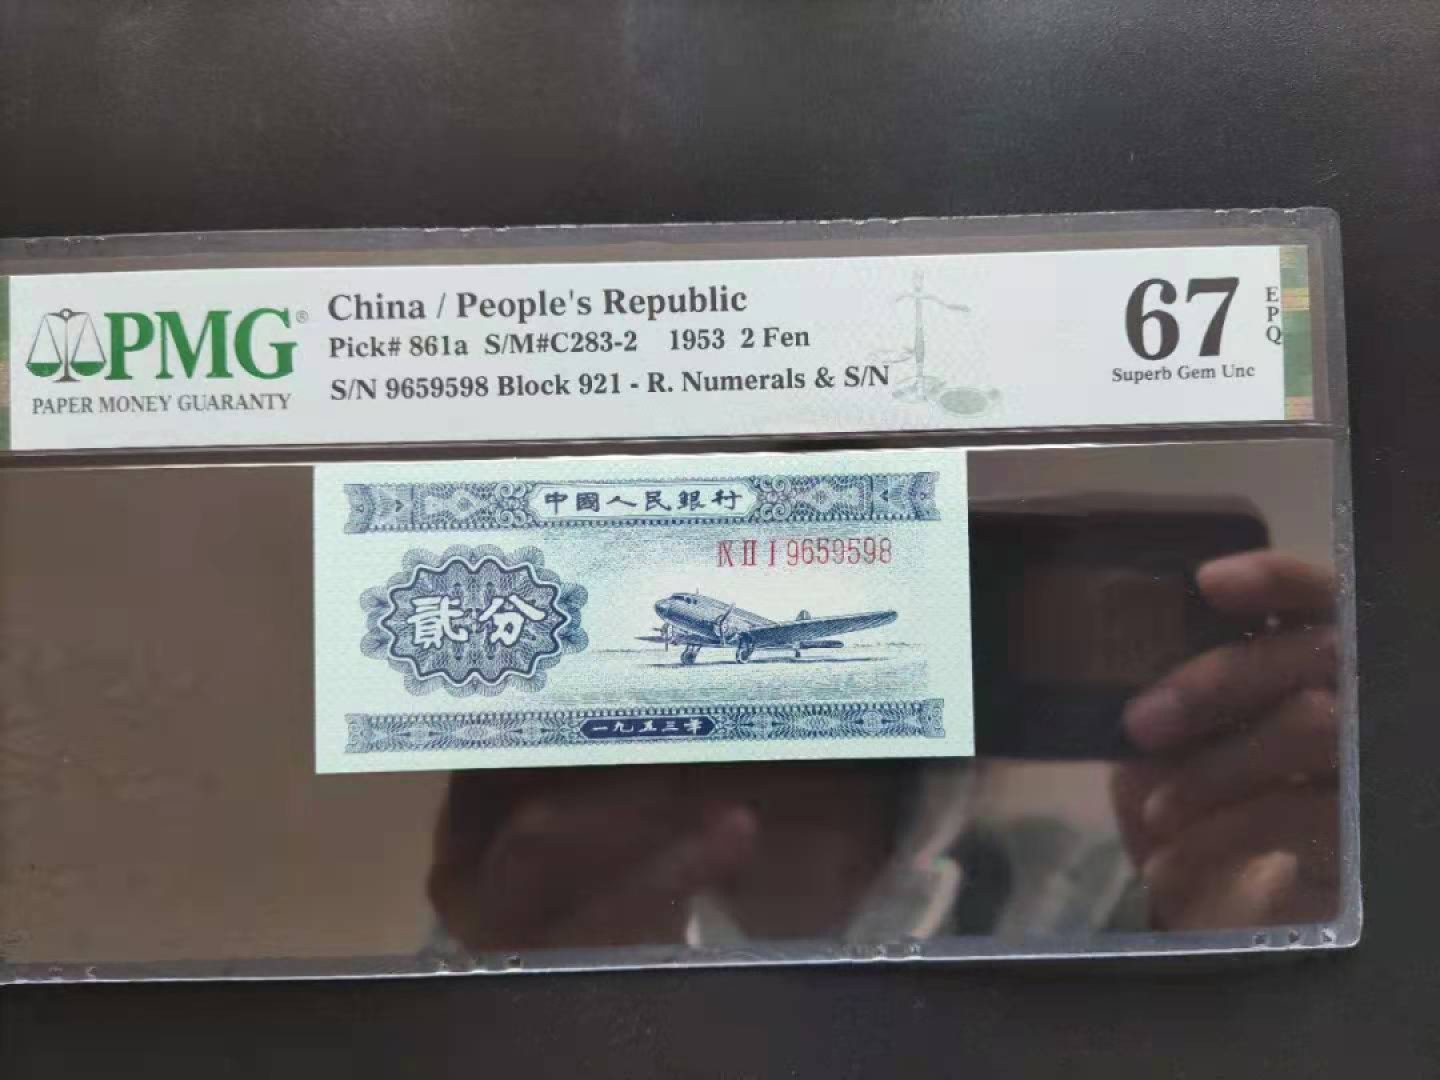 PMG®
PAPER MONEY GUARANTY
China / People's Republic
Pick# 861a S/M#C283-2 1953 2 Fen
S/N 9659598 Block 921 - R. Numerals & S/N
67
EPQ
Superb Gem Unc
中國人民銀行
IX II I 9659598
貳分
一九五三年